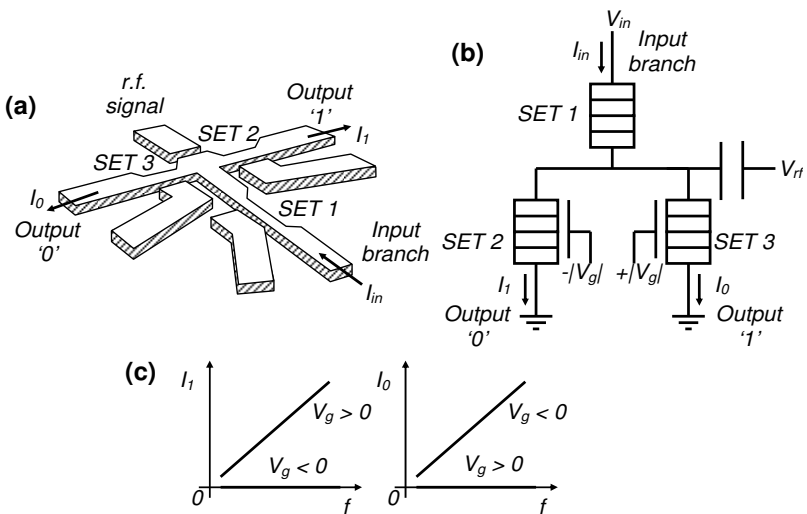 (a)
r.f.
signal
Output
'1'
I1
SET 2
SET 3
I0
Output
'0'
SET 1
Input
branch
Iin
(b)
Vin
Iin
Input
branch
SET 1
Vrf
SET 2
SET 3
-|Vg|
+|Vg|
I1
I0
Output
'0'
Output
'1'
(c)
I1
Vg > 0
Vg < 0
0
f
I0
Vg < 0
Vg > 0
0
f